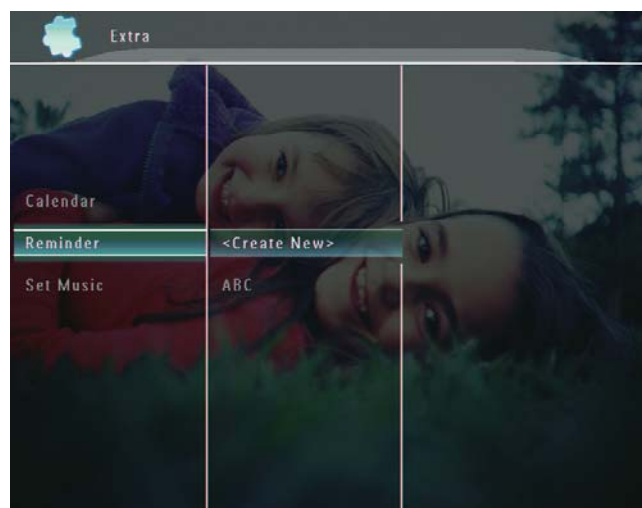 Extra
Calendar
Reminder
<Create New>
Set Music
ABC